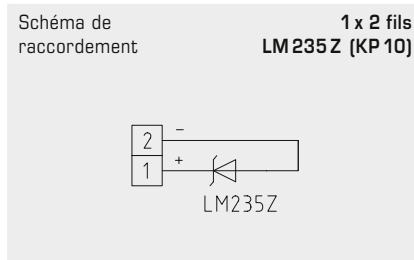 Schéma de
raccordement
1 x 2 fils
LM 235 Z (KP 10)
2 −
1 +
LM235Z